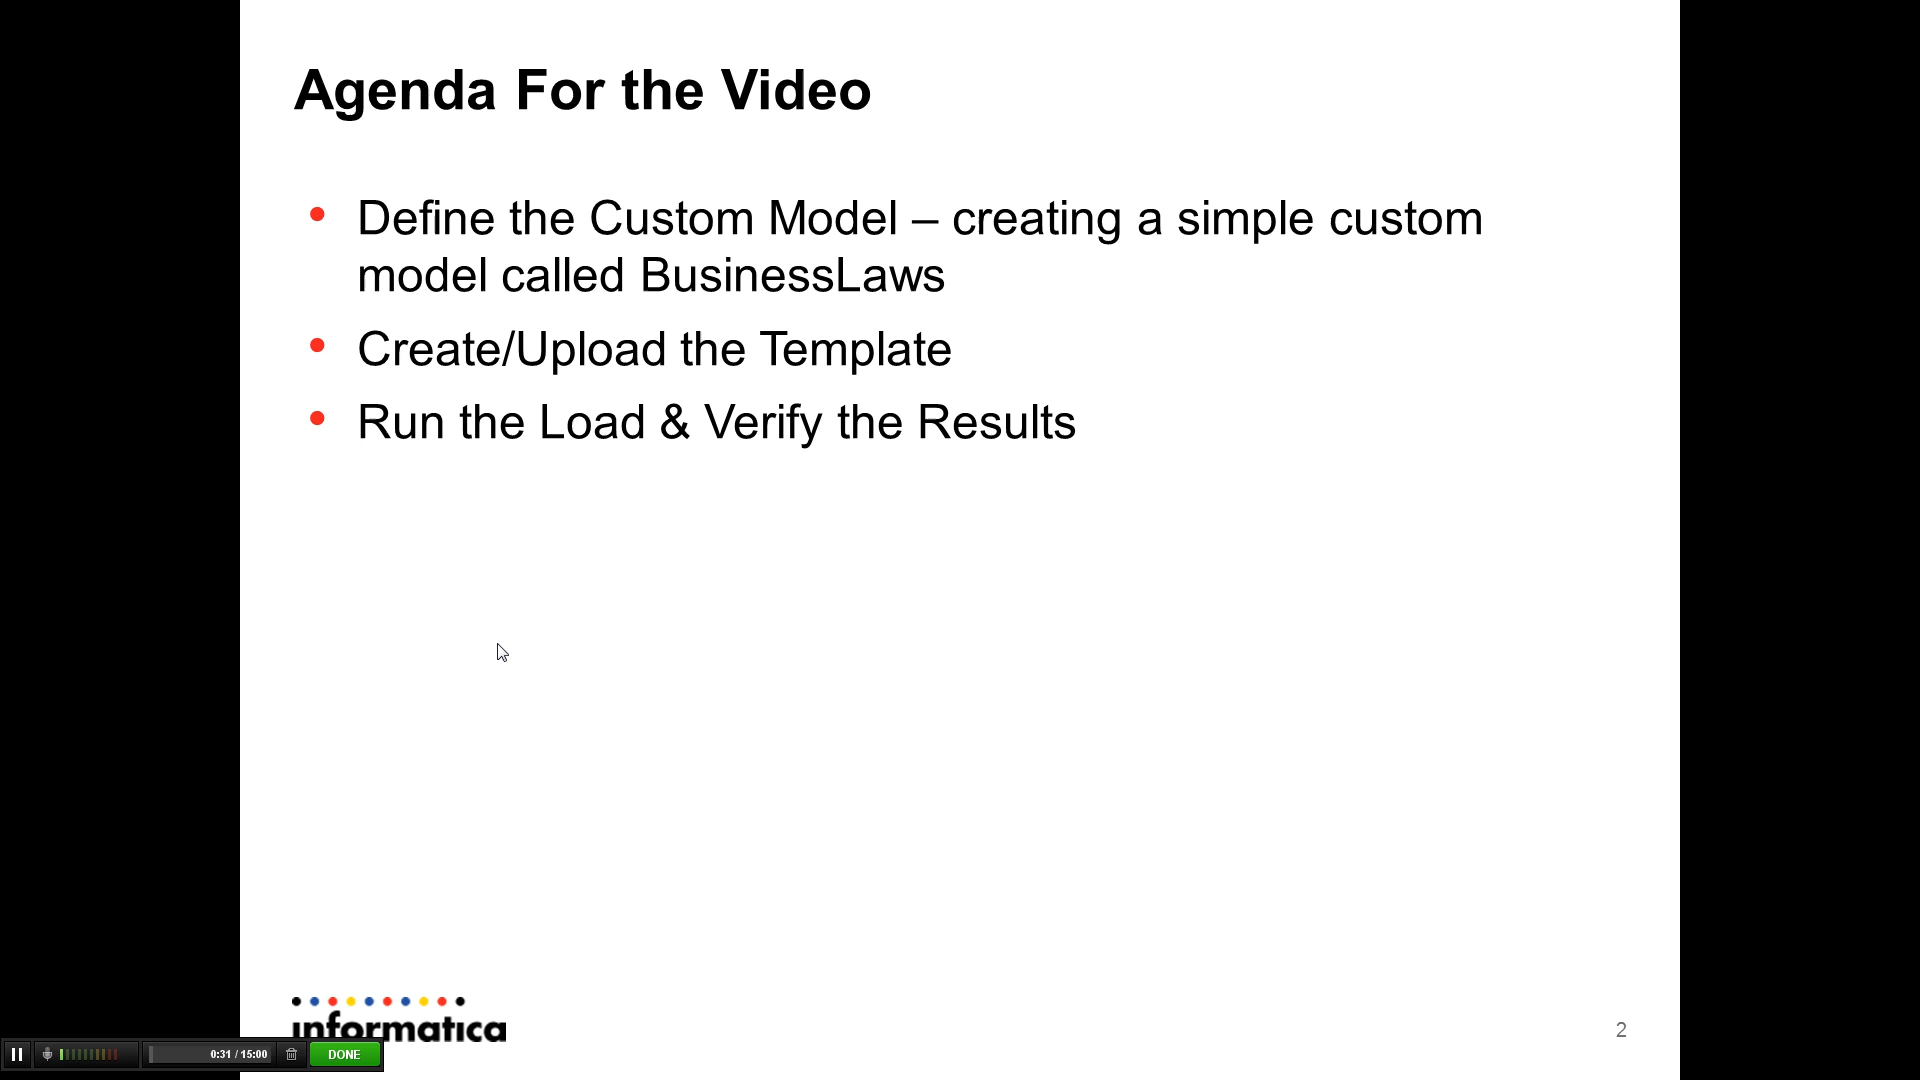 Agenda For the Video
• Define the Custom Model – creating a simple custom
model called BusinessLaws
• Create/Upload the Template
• Run the Load & Verify the Results
informatica
2
0:31 / 15:00
DONE